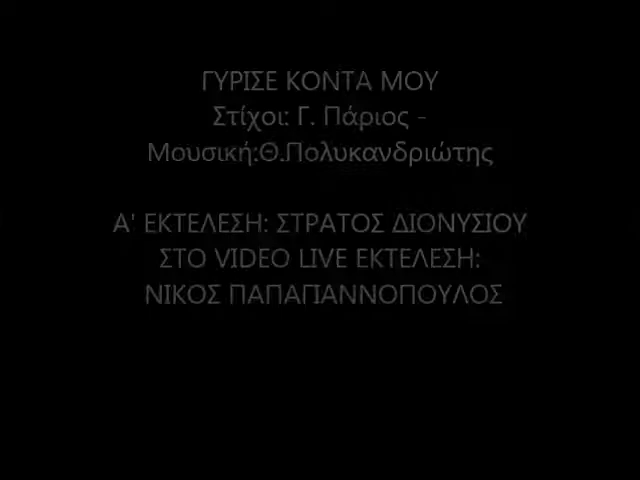 ΓΥΡΙΣΕ ΚΟΝΤΑ ΜΟΥ
Στίχοι: Γ. Πάριος -
Μουσική:Θ.Πολυκανδριώτης
Α' ΕΚΤΕΛΕΣΗ: ΣΤΡΑΤΟΣ ΔΙΟΝΥΣΙΟΥ
ΣΤΟ VIDEO LIVE ΕΚΤΕΛΕΣΗ:
ΝΙΚΟΣ ΠΑΠΑΓΙΑΝΝΟΠΟΥΛΟΣ